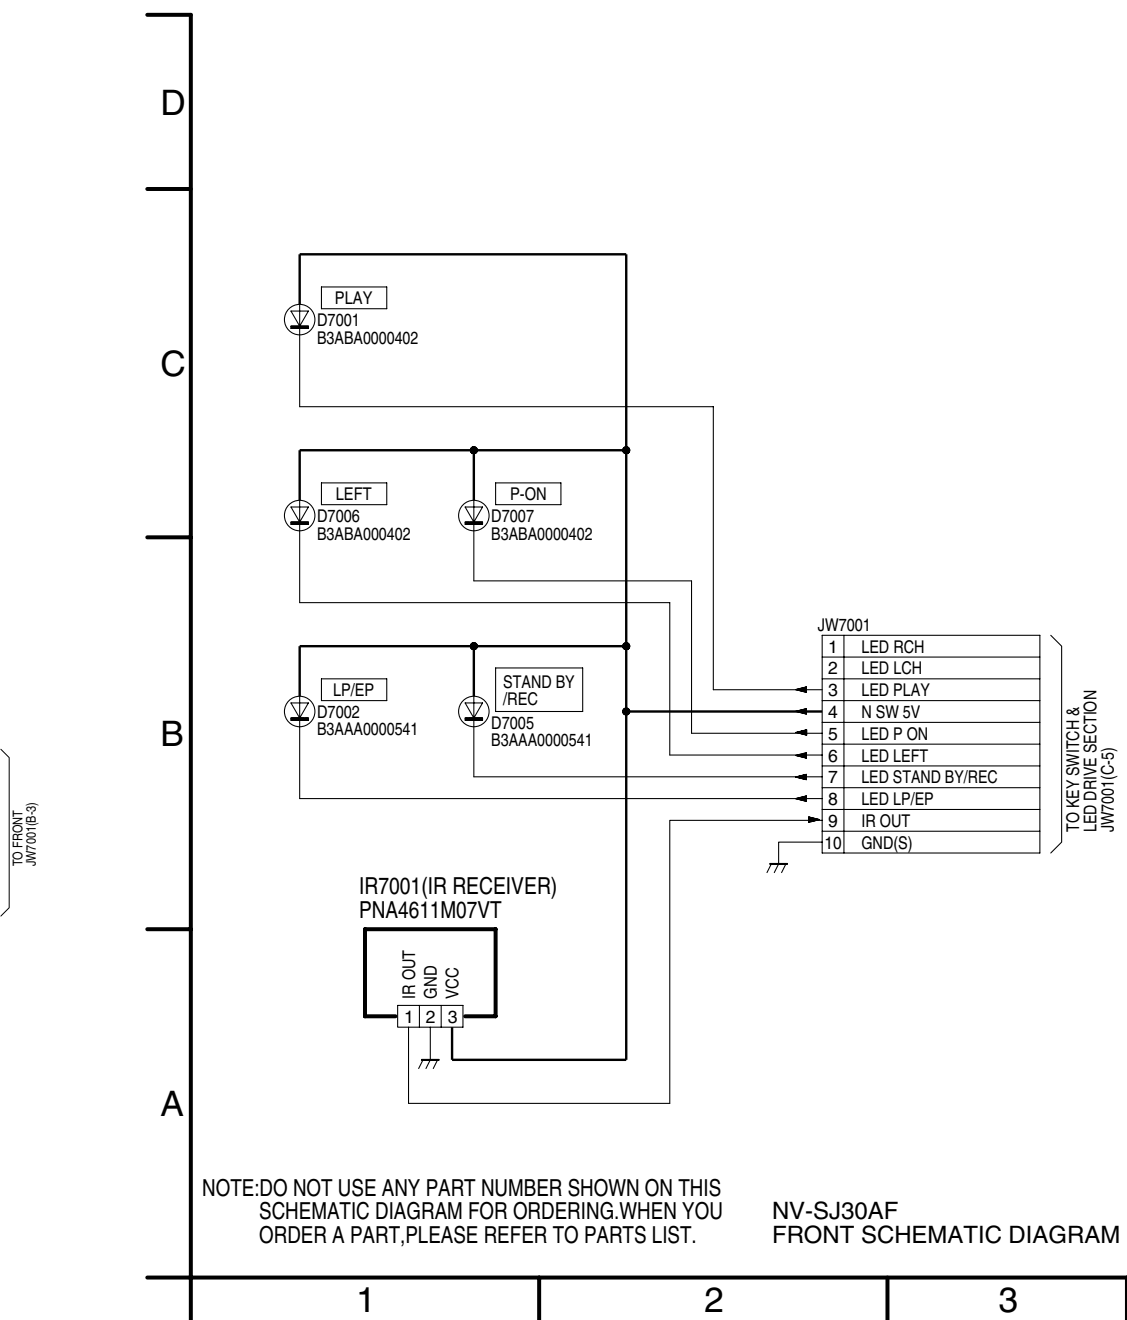 D
C
B
A
PLAY
D7001
B3ABA0000402
LEFT
D7006
B3ABA000402
P-ON
D7007
B3ABA0000402
LP/EP
D7002
B3AAA0000541
STAND BY
/REC
D7005
B3AAA0000541
JW7001
1 LED RCH
2 LED LCH
3 LED PLAY
4 N SW 5V
5 LED P ON
6 LED LEFT
7 LED STAND BY/REC
8 LED LP/EP
9 IR OUT
10 GND(S)
TO KEY SWITCH &
LED DRIVE SECTION
JW7001(C-5)
TO FRONT
JW7001(B-3)
IR7001(IR RECEIVER)
PNA4611M07VT
IR OUT
GND
VCC
1 2 3
NOTE:DO NOT USE ANY PART NUMBER SHOWN ON THIS
SCHEMATIC DIAGRAM FOR ORDERING.WHEN YOU
ORDER A PART,PLEASE REFER TO PARTS LIST.
NV-SJ30AF
FRONT SCHEMATIC DIAGRAM
1 2 3